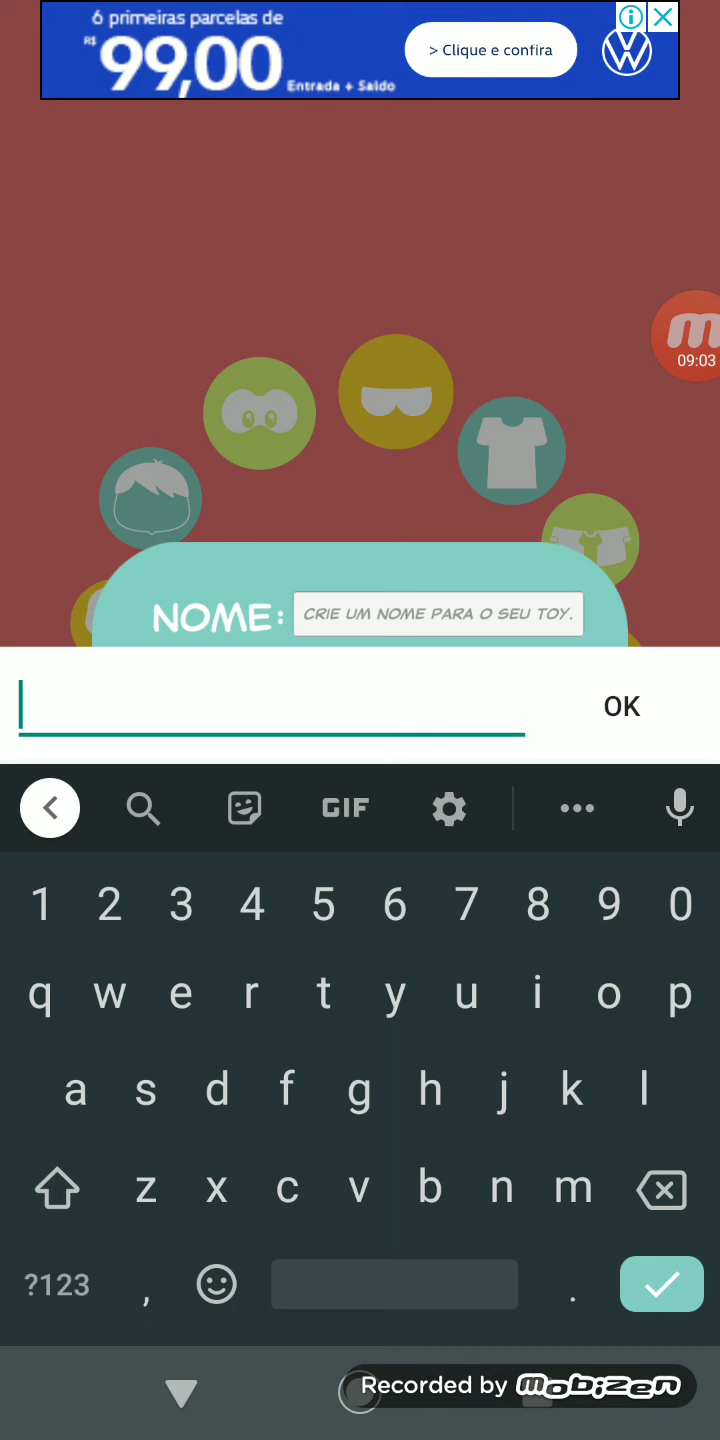 6 primeiras parcelas de
R$ 99,00
Entrada + Saldo
> Clique e confira
m
09:03
NOME: CRIE UM NOME PARA O SEU TOY.
OK
GIF
1 2 3 4 5 6 7 8 9 0
q w e r t y u i o p
a s d f g h j k l
z x c v b n m
?123 , .
Recorded by mobizen